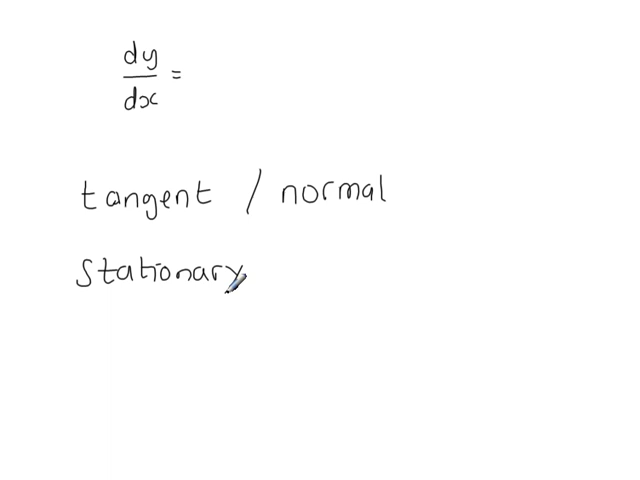 dy/dx =
tangent / normal
stationary